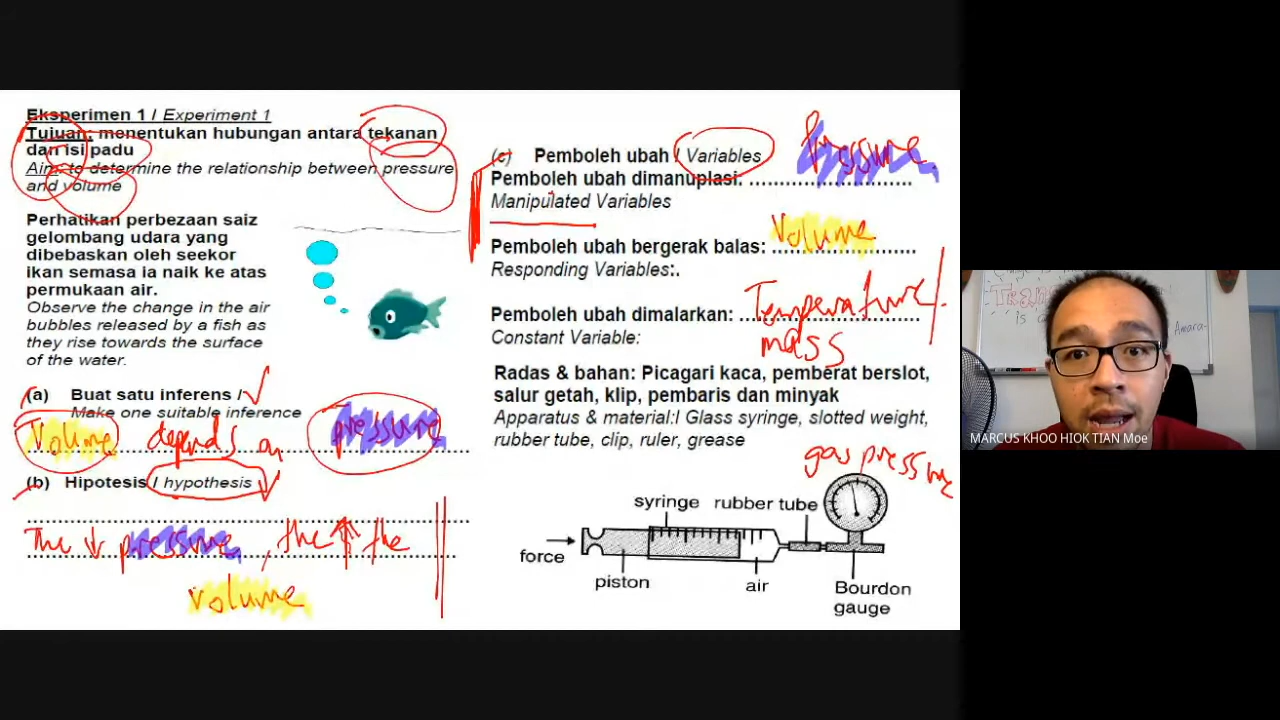 Eksperimen 1 / Experiment 1
Tujuan: menentukan hubungan antara tekanan
dan isi padu
Aim: to determine the relationship between pressure
and volume
Perhatikan perbezaan saiz
gelombang udara yang
dibebaskan oleh seekor
ikan semasa ia naik ke atas
permukaan air.
Observe the change in the air
bubbles released by a fish as
they rise towards the surface
of the water.
(a) Buat satu inferens /
Make one suitable inference
Volume depends on pressure
(b) Hipotesis / hypothesis
The ↓ pressure, the ↑ the
volume
(c) Pemboleh ubah / Variables
Pemboleh ubah dimanuplasi: ........................... pressure
Manipulated Variables
Pemboleh ubah bergerak balas: ........................ volume
Responding Variables:.
Pemboleh ubah dimalarkan: ........................... Temperature
Constant Variable: mass
Radas & bahan: Picagari kaca, pemberat berslot,
salur getah, klip, pembaris dan minyak
Apparatus & material:l Glass syringe, slotted weight,
rubber tube, clip, ruler, grease
gas pressure
syringe rubber tube
force
piston air Bourdon
gauge
MARCUS KHOO HIOK TIAN Moe
is c
Amara-